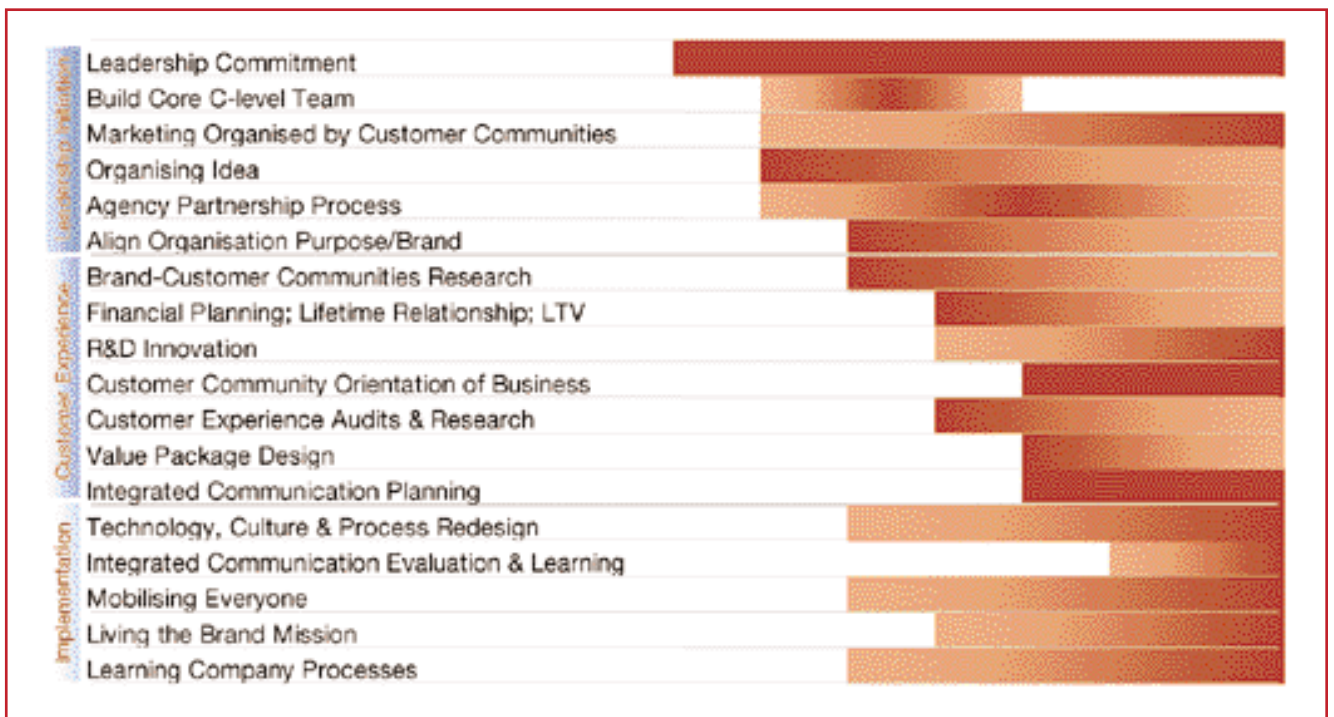 Leadership Initiation
Leadership Commitment
Build Core C-level Team
Marketing Organised by Customer Communities
Organising Idea
Agency Partnership Process
Align Organisation Purpose/Brand
Customer Experience
Brand-Customer Communities Research
Financial Planning; Lifetime Relationship; LTV
R&D Innovation
Customer Community Orientation of Business
Customer Experience Audits & Research
Value Package Design
Integrated Communication Planning
Implementation
Technology, Culture & Process Redesign
Integrated Communication Evaluation & Learning
Mobilising Everyone
Living the Brand Mission
Learning Company Processes